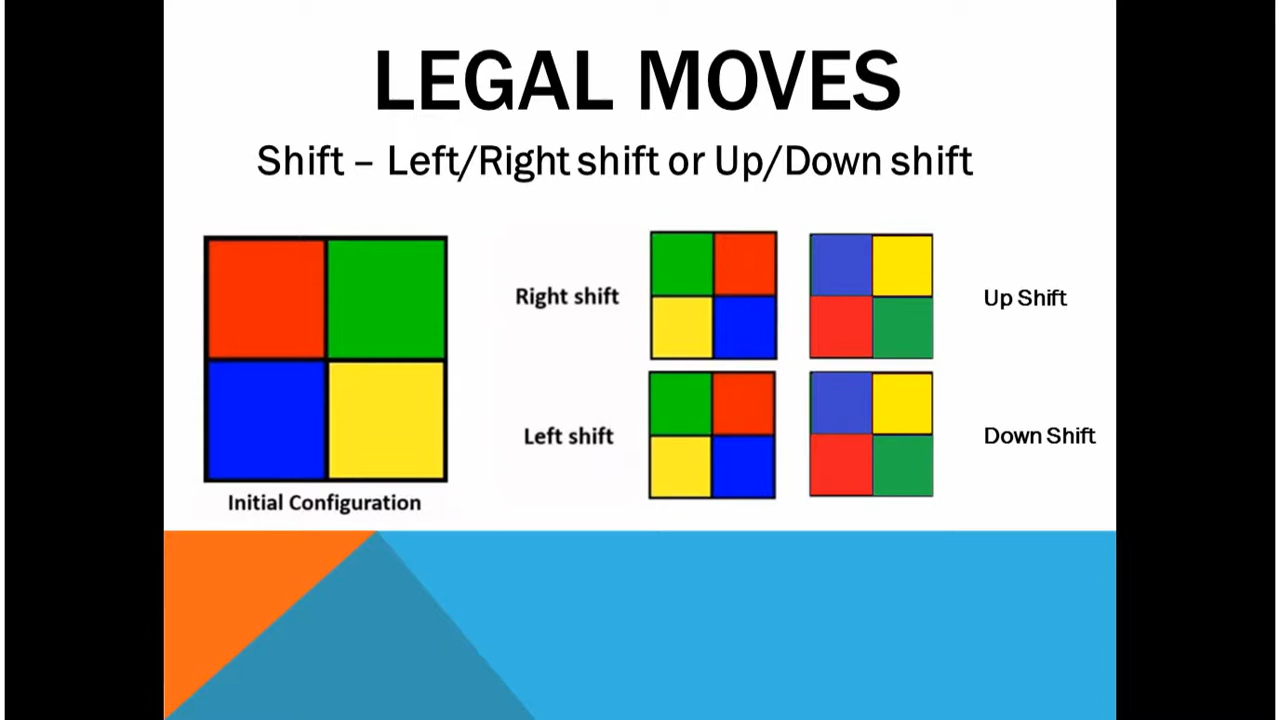 LEGAL MOVES
Shift – Left/Right shift or Up/Down shift
Right shift
Up Shift
Left shift
Down Shift
Initial Configuration